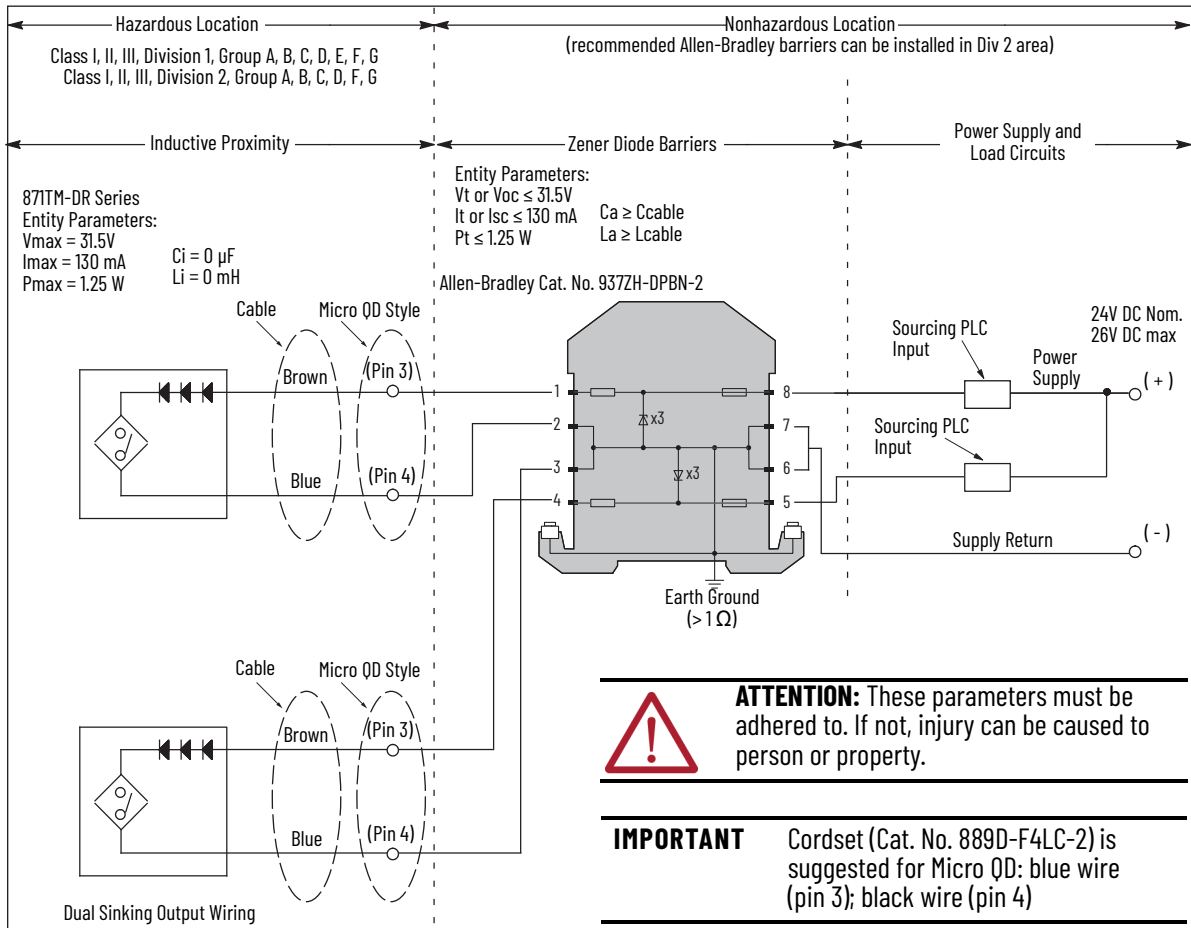 Hazardous Location
Nonhazardous Location
(recommended Allen-Bradley barriers can be installed in Div 2 area)
Class I, II, III, Division 1, Group A, B, C, D, E, F, G
Class I, II, III, Division 2, Group A, B, C, D, F, G
Inductive Proximity
Zener Diode Barriers
Power Supply and
Load Circuits
871TM-DR Series
Entity Parameters:
Vmax = 31.5V
Imax = 130 mA
Pmax = 1.25 W
Ci = 0 µF
Li = 0 mH
Entity Parameters:
Vt or Voc ≤ 31.5V
It or Isc ≤ 130 mA
Pt ≤ 1.25 W
Ca ≥ Ccable
La ≥ Lcable
Allen-Bradley Cat. No. 937ZH-DPBN-2
Cable
Micro QD Style
Brown
(Pin 3)
Blue
(Pin 4)
1
2
3
4
x3
x3
8
7
6
5
Sourcing PLC
Input
Power
Supply
24V DC Nom.
26V DC max
(+)
Sourcing PLC
Input
Supply Return
(-)
Earth Ground
(> 1 Ω)
Cable
Micro QD Style
Brown
(Pin 3)
Blue
(Pin 4)
Dual Sinking Output Wiring
!
ATTENTION: These parameters must be
adhered to. If not, injury can be caused to
person or property.
IMPORTANT Cordset (Cat. No. 889D-F4LC-2) is
suggested for Micro QD: blue wire
(pin 3); black wire (pin 4)